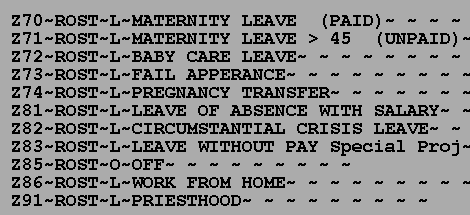 Z70~ROST~L~MATERNITY LEAVE  (PAID)~ ~ ~ ~
Z71~ROST~L~MATERNITY LEAVE > 45  (UNPAID)~ ~
Z72~ROST~L~BABY CARE LEAVE~ ~ ~ ~ ~ ~ ~ ~
Z73~ROST~L~FAIL APPERANCE~ ~ ~ ~ ~ ~ ~ ~ ~
Z74~ROST~L~PREGNANCY TRANSFER~ ~ ~ ~ ~ ~ ~
Z81~ROST~L~LEAVE OF ABSENCE WITH SALARY~ ~
Z82~ROST~L~CIRCUMSTANTIAL CRISIS LEAVE~ ~ ~
Z83~ROST~L~LEAVE WITHOUT PAY Special Proj~
Z85~ROST~O~OFF~ ~ ~ ~ ~ ~ ~ ~ ~
Z86~ROST~L~WORK FROM HOME~ ~ ~ ~ ~ ~ ~ ~ ~
Z91~ROST~L~PRIESTHOOD~ ~ ~ ~ ~ ~ ~ ~ ~